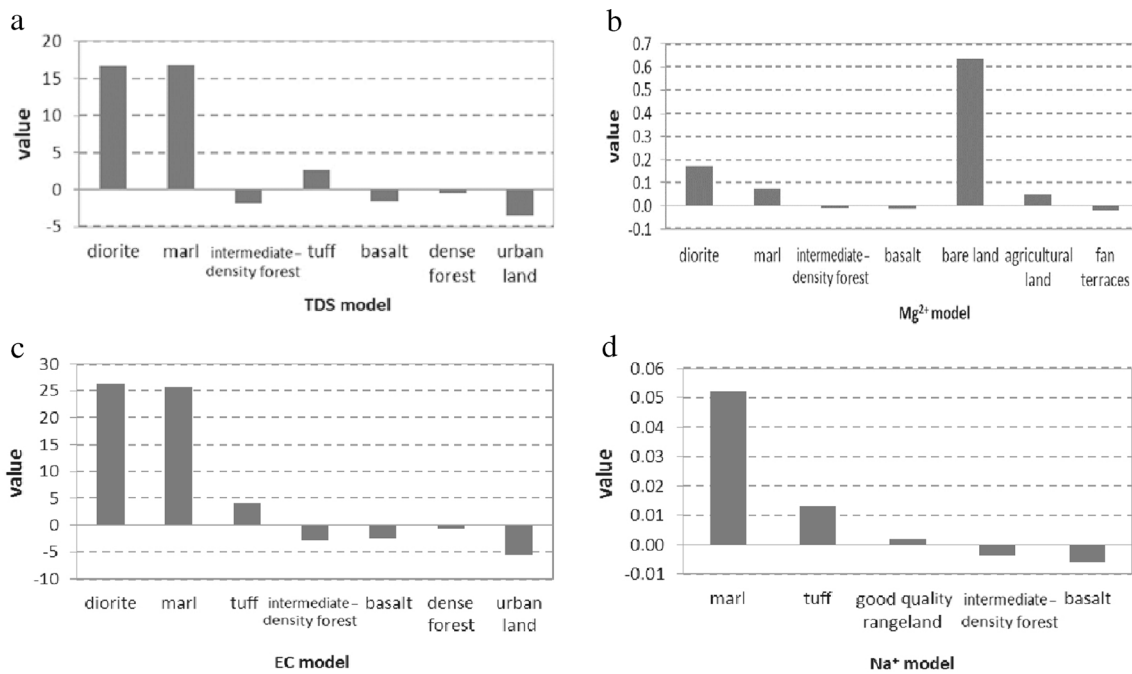 a
20
15
10
5
0
-5
value
diorite marl intermediate– tuff basalt dense urban
density forest forest land
TDS model
b
0.7
0.6
0.5
0.4
0.3
0.2
0.1
0.0
-0.1
value
diorite marl intermediate– basalt bare land agricultural fan
density forest land terraces
Mg²⁺ model
c
30
25
20
15
10
5
0
-5
-10
value
diorite marl tuff intermediate– basalt dense urban
density forest forest land
EC model
d
0.06
0.05
0.04
0.03
0.02
0.01
0.00
-0.01
value
marl tuff good quality intermediate– basalt
rangeland density forest
Na⁺ model